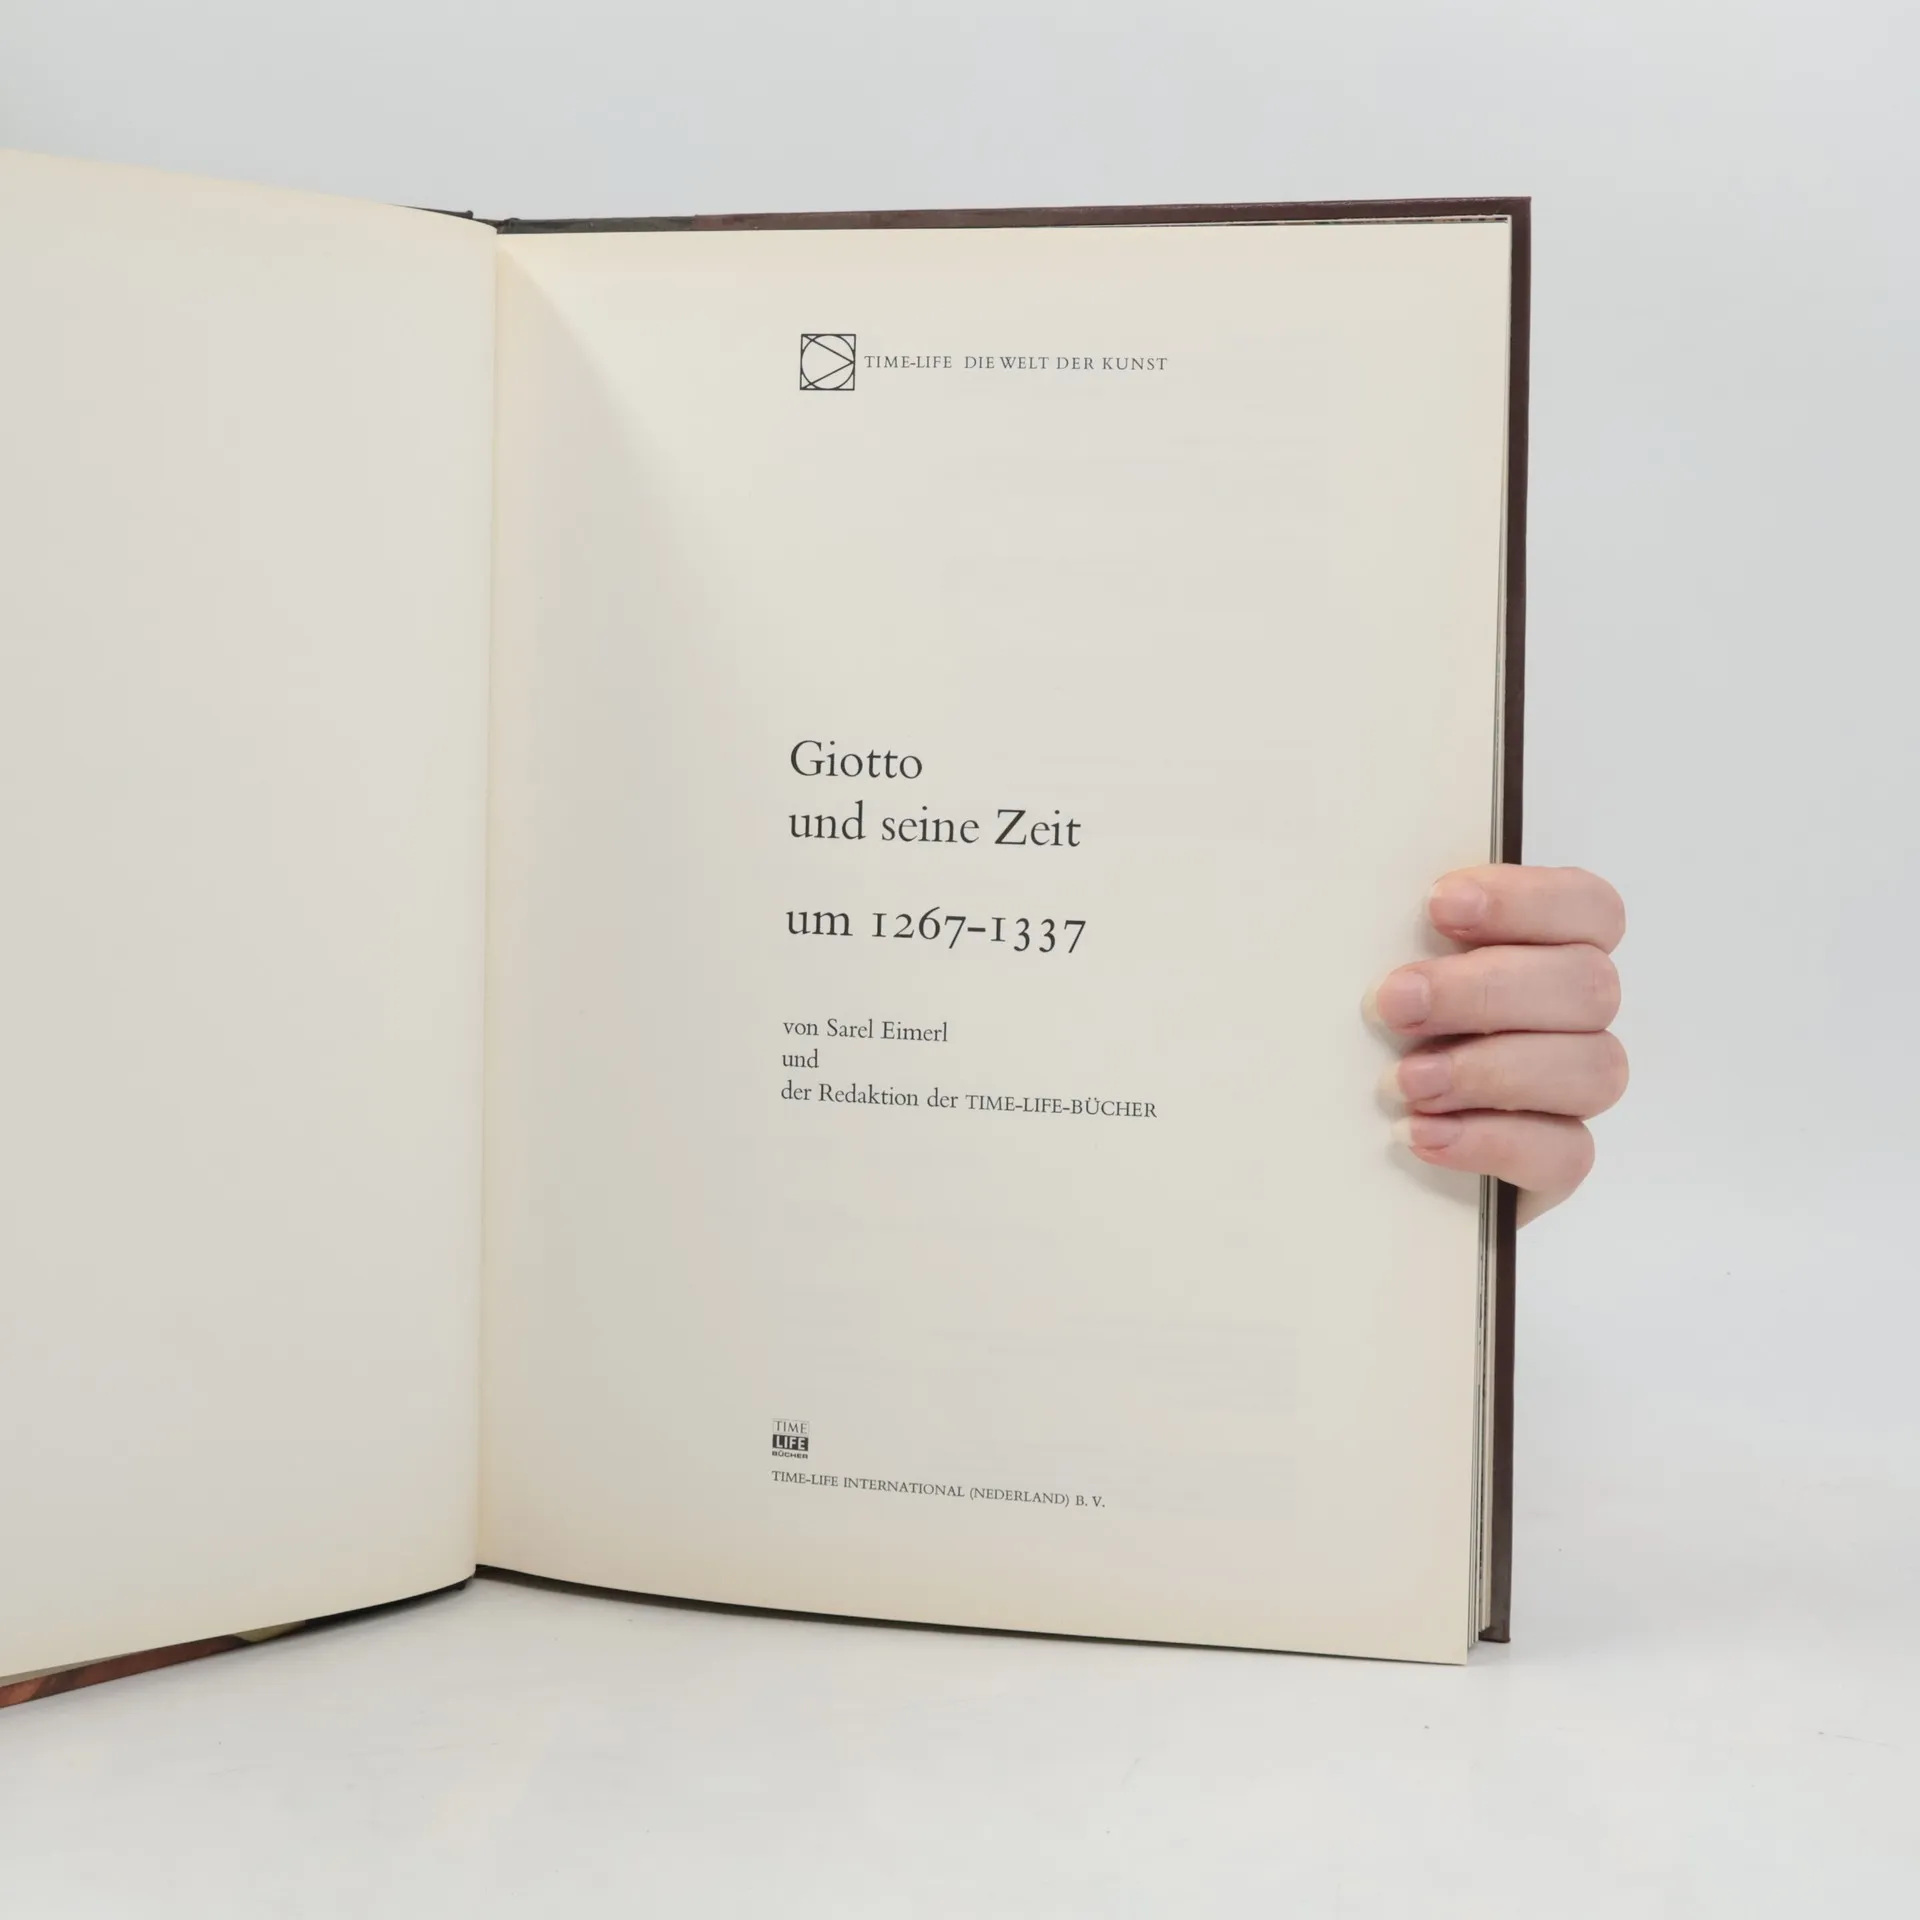 TIME-LIFE DIE WELT DER KUNST
Giotto
und seine Zeit
um 1267-1337
von Sarel Eimerl
und
der Redaktion der TIME-LIFE-BÜCHER
TIME
LIFE
BÜCHER
TIME-LIFE INTERNATIONAL (NEDERLAND) B. V.